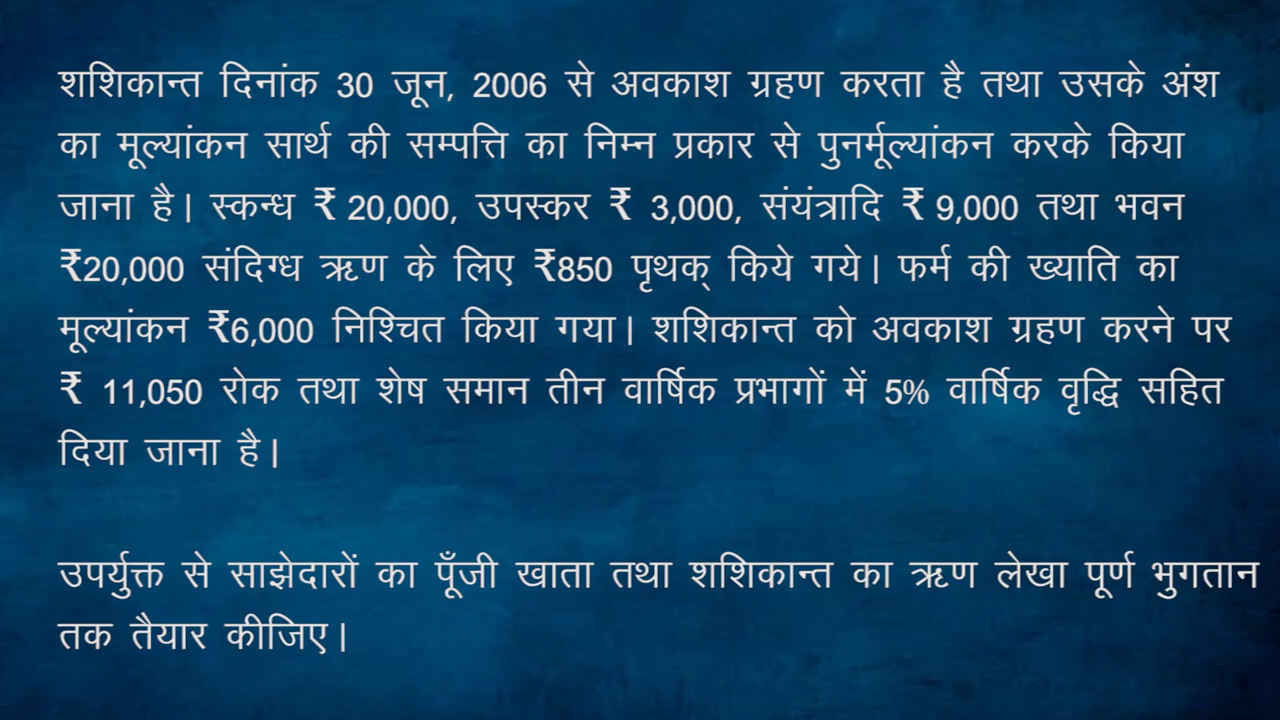 शशिकान्त दिनांक 30 जून, 2006 से अवकाश ग्रहण करता है तथा उसके अंश
का मूल्यांकन सार्थ की सम्पत्ति का निम्न प्रकार से पुनर्मूल्यांकन करके किया
जाना है। स्कन्ध ₹ 20,000, उपस्कर ₹ 3,000, संयंत्रादि ₹ 9,000 तथा भवन
₹20,000 संदिग्ध ऋण के लिए ₹850 पृथक् किये गये। फर्म की ख्याति का
मूल्यांकन ₹6,000 निश्चित किया गया। शशिकान्त को अवकाश ग्रहण करने पर
₹ 11,050 रोक तथा शेष समान तीन वार्षिक प्रभागों में 5% वार्षिक वृद्धि सहित
दिया जाना है।
उपर्युक्त से साझेदारों का पूँजी खाता तथा शशिकान्त का ऋण लेखा पूर्ण भुगतान
तक तैयार कीजिए।